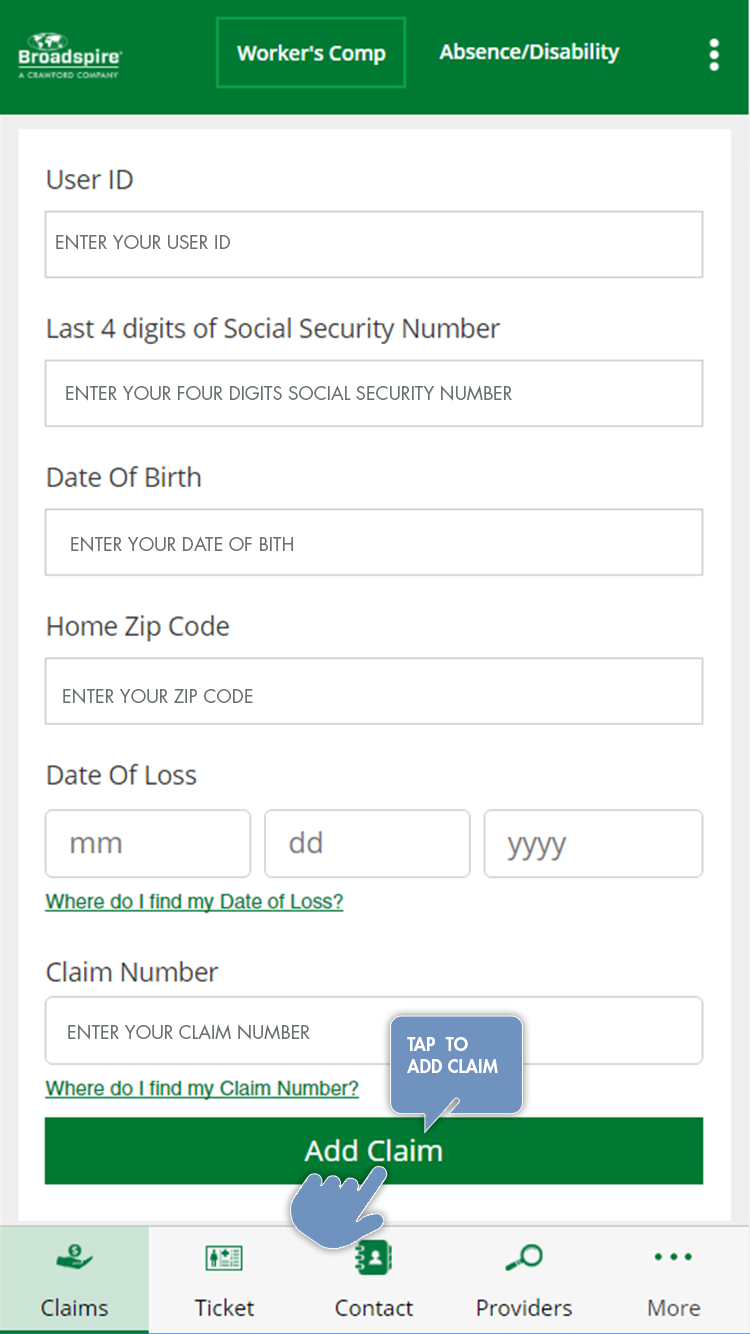 Broadspire
A CRAWFORD COMPANY
Worker's Comp
Absence/Disability
User ID
ENTER YOUR USER ID
Last 4 digits of Social Security Number
ENTER YOUR FOUR DIGITS SOCIAL SECURITY NUMBER
Date Of Birth
ENTER YOUR DATE OF BITH
Home Zip Code
ENTER YOUR ZIP CODE
Date Of Loss
mm
dd
yyyy
Where do I find my Date of Loss?
Claim Number
ENTER YOUR CLAIM NUMBER
TAP TO
ADD CLAIM
Where do I find my Claim Number?
Add Claim
Claims
Ticket
Contact
Providers
More